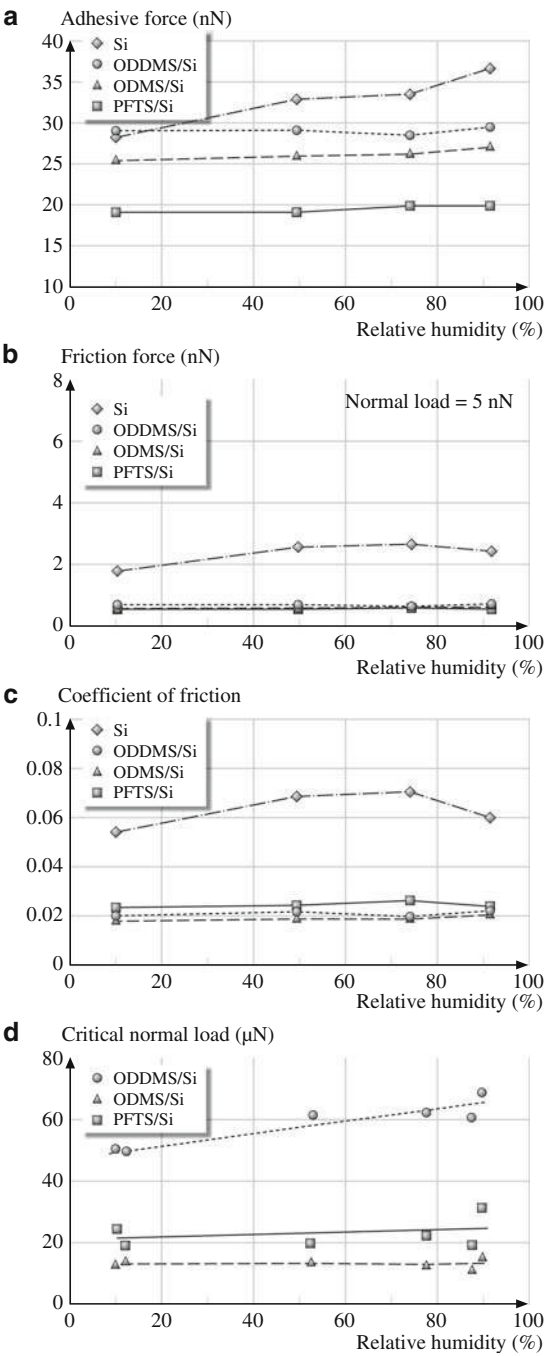 a
Adhesive force (nN)
40
35
30
25
20
15
10
Si
ODDMS/Si
ODMS/Si
PFTS/Si
0
20
40
60
80
100
Relative humidity (%)
b
Friction force (nN)
8
6
4
2
0
Si
ODDMS/Si
ODMS/Si
PFTS/Si
Normal load = 5 nN
0
20
40
60
80
100
Relative humidity (%)
c
Coefficient of friction
0.1
0.08
0.06
0.04
0.02
0
Si
ODDMS/Si
ODMS/Si
PFTS/Si
0
20
40
60
80
100
Relative humidity (%)
d
Critical normal load (μN)
80
60
40
20
0
ODDMS/Si
ODMS/Si
PFTS/Si
0
20
40
60
80
100
Relative humidity (%)